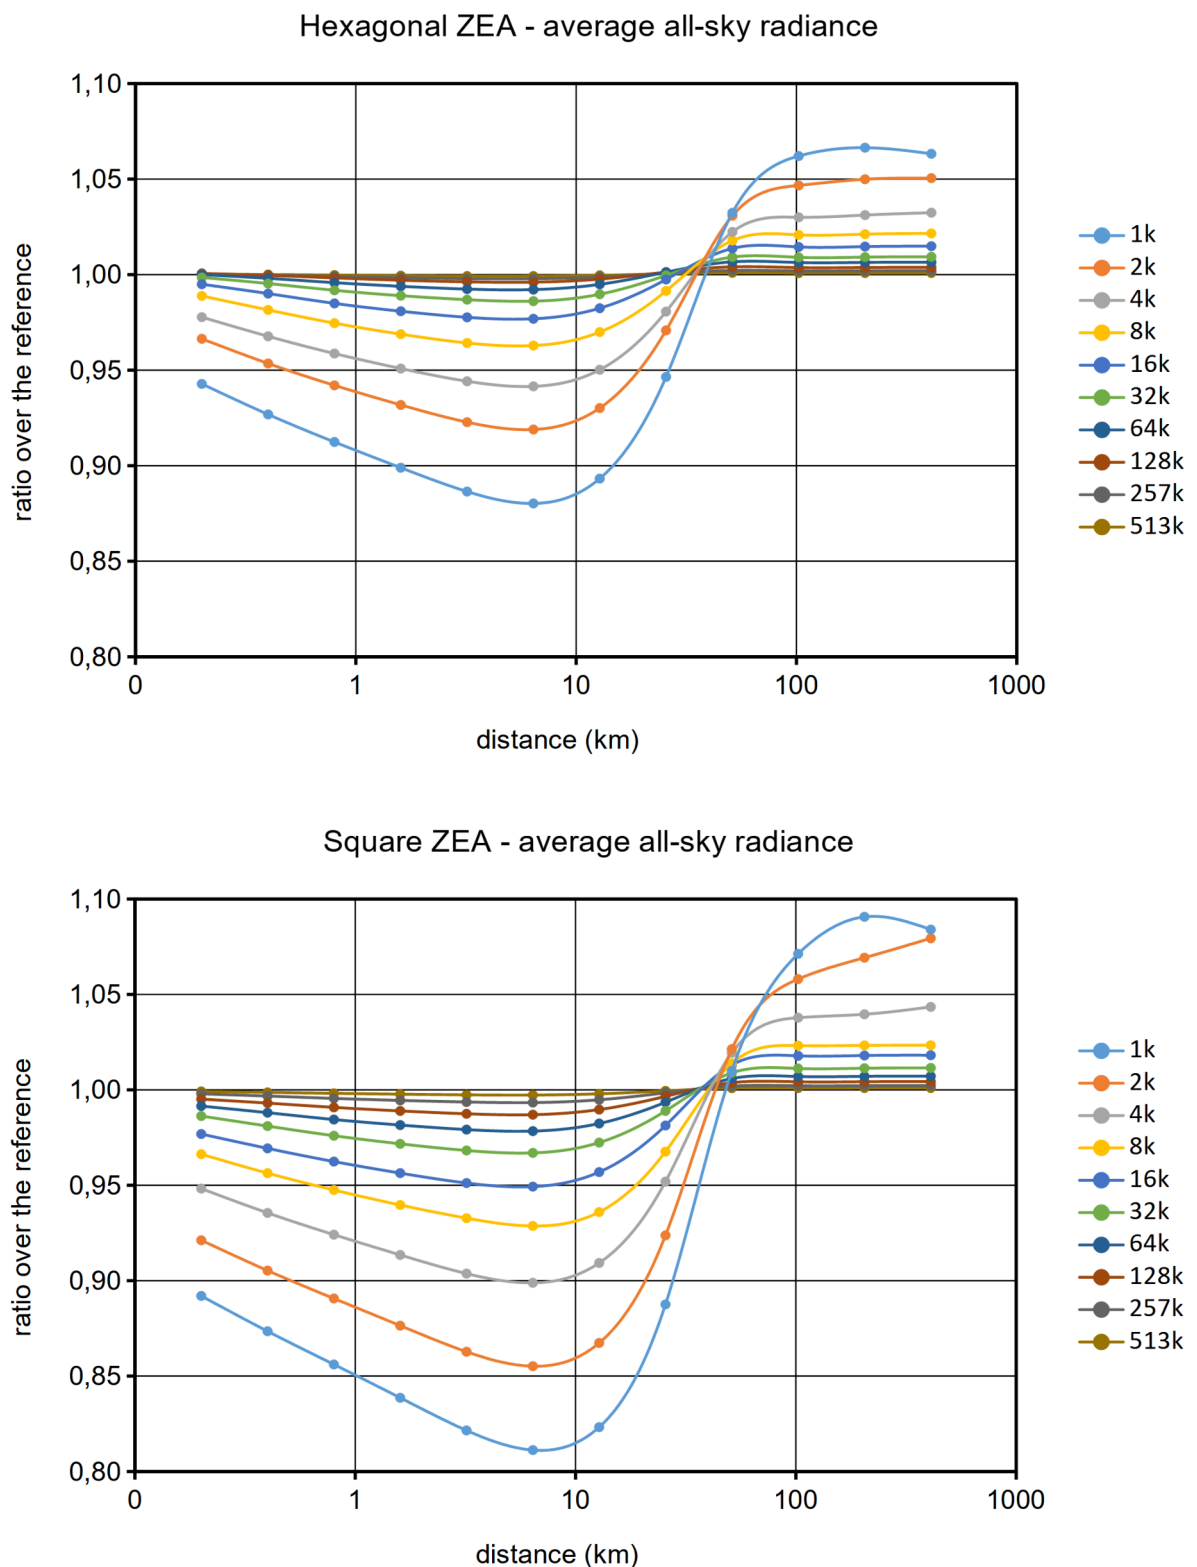 Hexagonal ZEA - average all-sky radiance
1,10
1,05
1,00
0,95
0,90
0,85
0,80
ratio over the reference
0 1 10 100 1000
distance (km)
1k
2k
4k
8k
16k
32k
64k
128k
257k
513k
Square ZEA - average all-sky radiance
1,10
1,05
1,00
0,95
0,90
0,85
0,80
ratio over the reference
0 1 10 100 1000
distance (km)
1k
2k
4k
8k
16k
32k
64k
128k
257k
513k